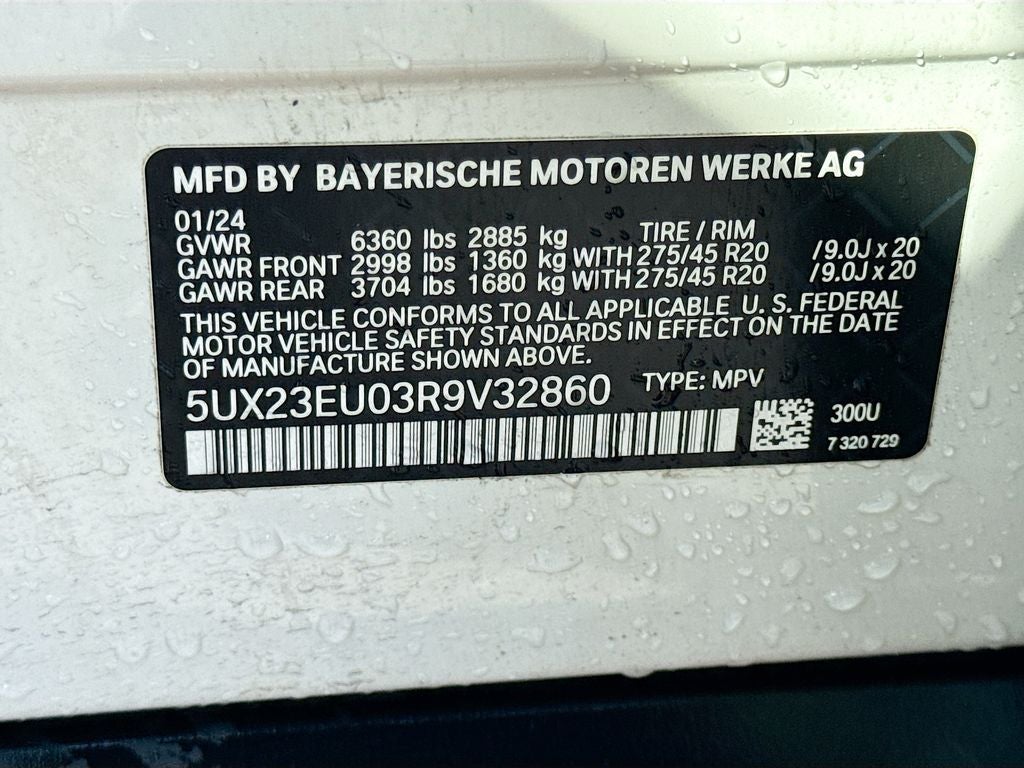 MFD BY BAYERISCHE MOTOREN WERKE AG
01/24
GVWR 6360 lbs 2885 kg TIRE / RIM
GAWR FRONT 2998 lbs 1360 kg WITH 275/45 R20 /9.0J x 20
GAWR REAR 3704 lbs 1680 kg WITH 275/45 R20 /9.0J x 20
THIS VEHICLE CONFORMS TO ALL APPLICABLE U.S. FEDERAL
MOTOR VEHICLE SAFETY STANDARDS IN EFFECT ON THE DATE
OF MANUFACTURE SHOWN ABOVE.
5UX23EU03R9V32860 TYPE: MPV
300U
7 320 729